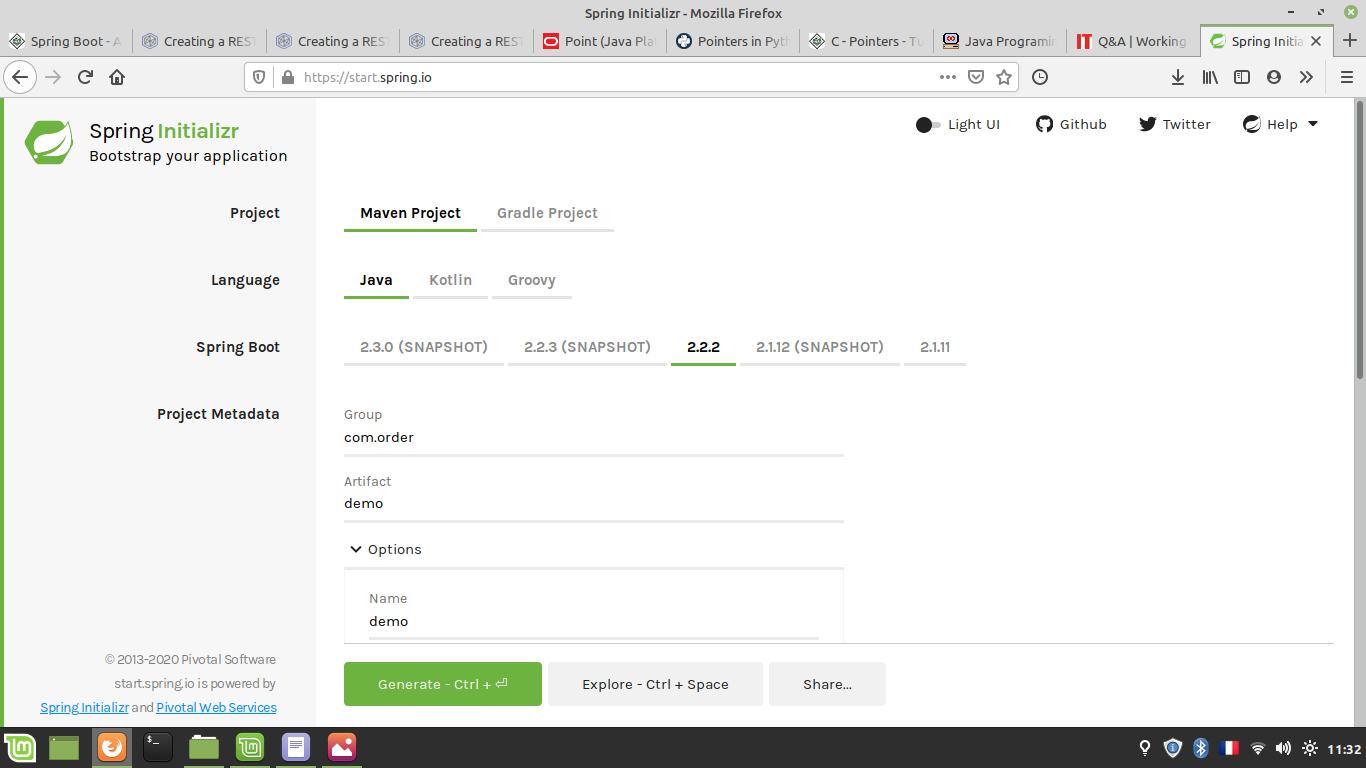 Spring Initializr - Mozilla Firefox
Spring Boot - A
Creating a RES
Creating a RES
Creating a RES
Point (Java Pla
Pointers in Pyt
C - Pointers - Tu
Java Programin
Q&A | Working
Spring Initia
https://start.spring.io
Spring Initializr
Bootstrap your application
Light UI
Github
Twitter
Help
Project
Maven Project
Gradle Project
Language
Java
Kotlin
Groovy
Spring Boot
2.3.0 (SNAPSHOT)
2.2.3 (SNAPSHOT)
2.2.2
2.1.12 (SNAPSHOT)
2.1.11
Project Metadata
Group
com.order
Artifact
demo
Options
Name
demo
© 2013-2020 Pivotal Software
start.spring.io is powered by
Spring Initializr and Pivotal Web Services
Generate - Ctrl + ⏎
Explore - Ctrl + Space
Share...
11:32